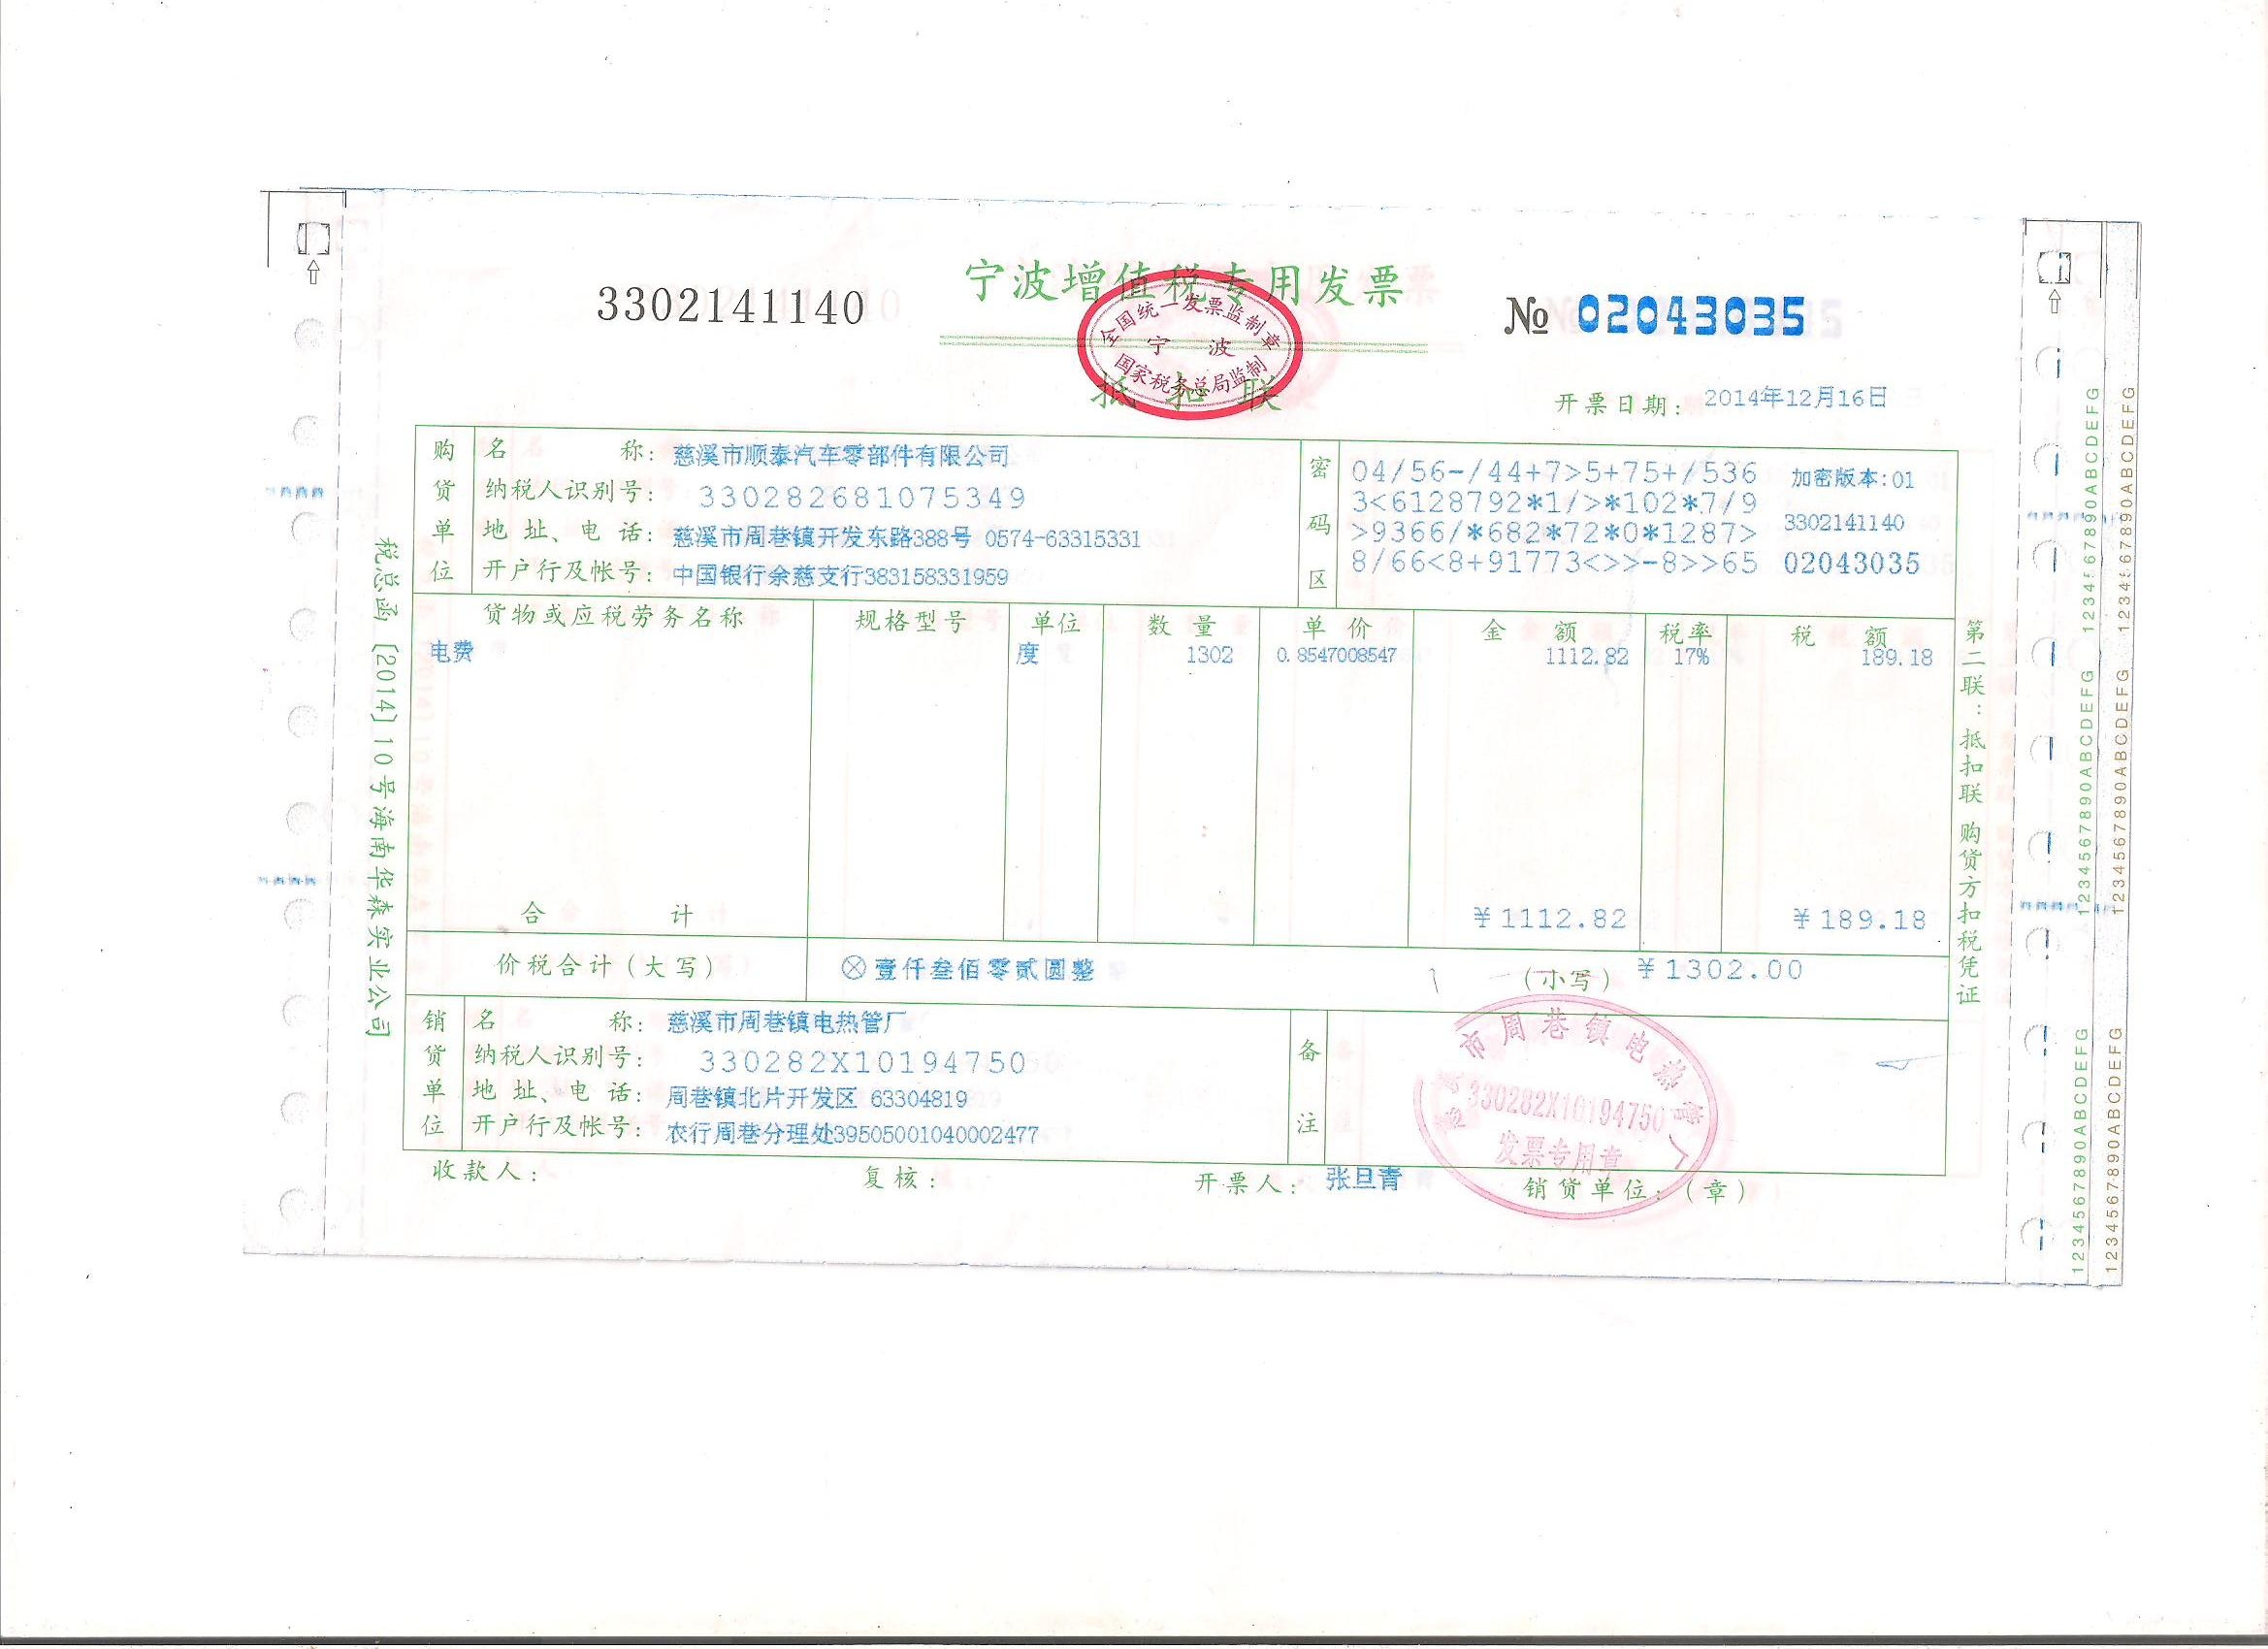 宁波增值税专用发票
3302141140
№ 02043035
全国统一发票监制章
宁 波
国家税务总局监制
抵 扣 联
开票日期: 2014年12月16日
购货单位
名 称: 慈溪市顺泰汽车零部件有限公司
纳税人识别号: 330282681075349
地 址、电 话: 慈溪市周巷镇开发东路388号 0574-63315331
开户行及帐号: 中国银行余慈支行383158331959
密码区
04/56-/44+7>5+75+/536 加密版本:01
3<6128792*1/>*102*7/9
3302141140
>9366/*682*72*0*1287>
8/66<8+91773<>>-8>>65 02043035
货物或应税劳务名称 规格型号 单位 数 量 单 价 金 额 税率 税 额
电费 度 1302 0.8547008547 1112.82 17% 189.18
合 计 ¥1112.82 ¥189.18
价税合计(大写) ⊗壹仟叁佰零贰圆整 (小写) ¥1302.00
销货单位
名 称: 慈溪市周巷镇电热管厂
纳税人识别号: 330282X10194750
地 址、电 话: 周巷镇北片开发区 63304819
开户行及帐号: 农行周巷分理处39505001040002477
备注
慈溪市周巷镇电热管厂
330282X10194750
发票专用章
收款人: 复核: 开票人: 张旦青 销货单位:(章)
税总函[2014]10号海南华森实业公司
第二联:抵扣联 购货方扣税凭证
1234567890ABCDEFG 1234567890ABCDEFG 1234567890ABCDEFG
1234567890ABCDEFG 1234567890ABCDEFG 1234567890ABCDEFG